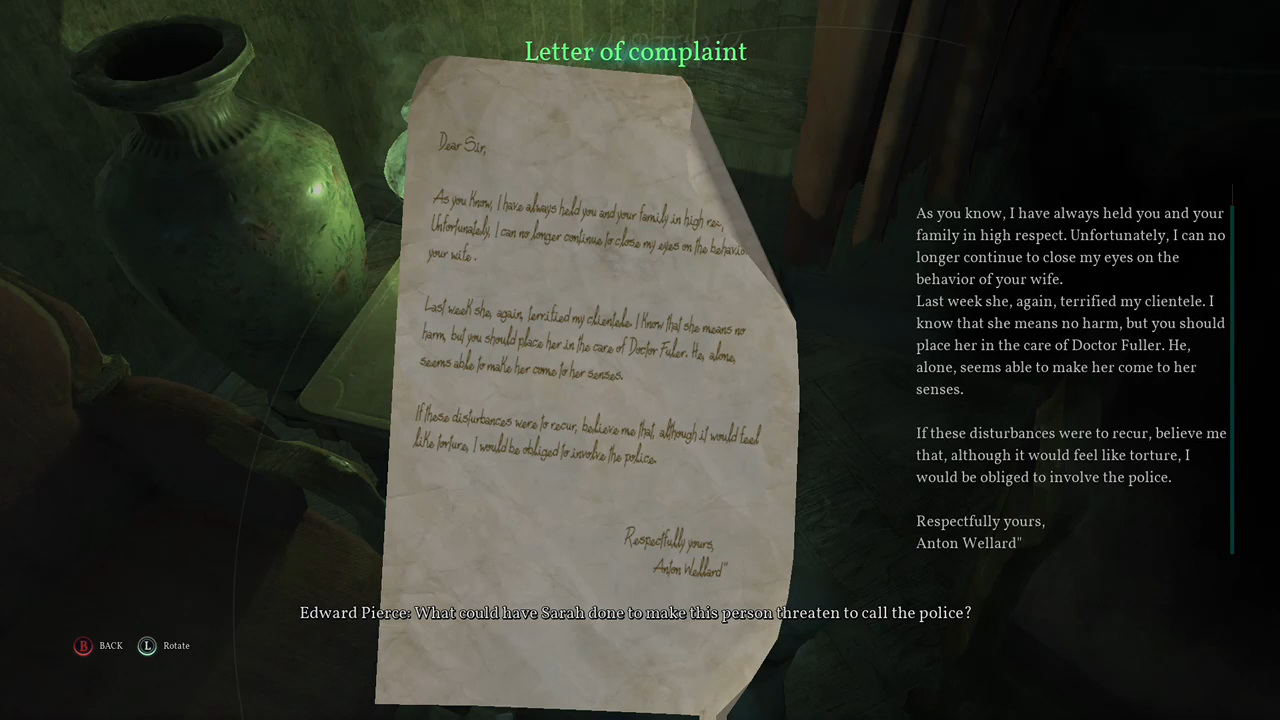 Letter of complaint
Dear Sir,
As you know, I have always held you and your family in high res
Unfortunately, I can no longer continue to close my eyes on the behavio
your wife.
Last week she, again, terrified my clientele. I know that she means no
harm, but you should place her in the care of Doctor Fuller. He, alone,
seems able to make her come to her senses.
If these disturbances were to recur, believe me that, although it would feel
like torture, I would be obliged to involve the police.
Respectfully yours,
Anton Wellard"
As you know, I have always held you and your
family in high respect. Unfortunately, I can no
longer continue to close my eyes on the
behavior of your wife.
Last week she, again, terrified my clientele. I
know that she means no harm, but you should
place her in the care of Doctor Fuller. He,
alone, seems able to make her come to her
senses.
If these disturbances were to recur, believe me
that, although it would feel like torture, I
would be obliged to involve the police.
Respectfully yours,
Anton Wellard"
Edward Pierce: What could have Sarah done to make this person threaten to call the police?
B BACK L Rotate